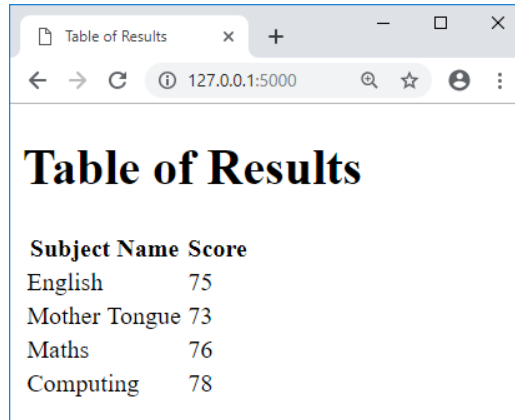 Table of Results
127.0.0.1:5000
Table of Results
Subject Name Score
English 75
Mother Tongue 73
Maths 76
Computing 78